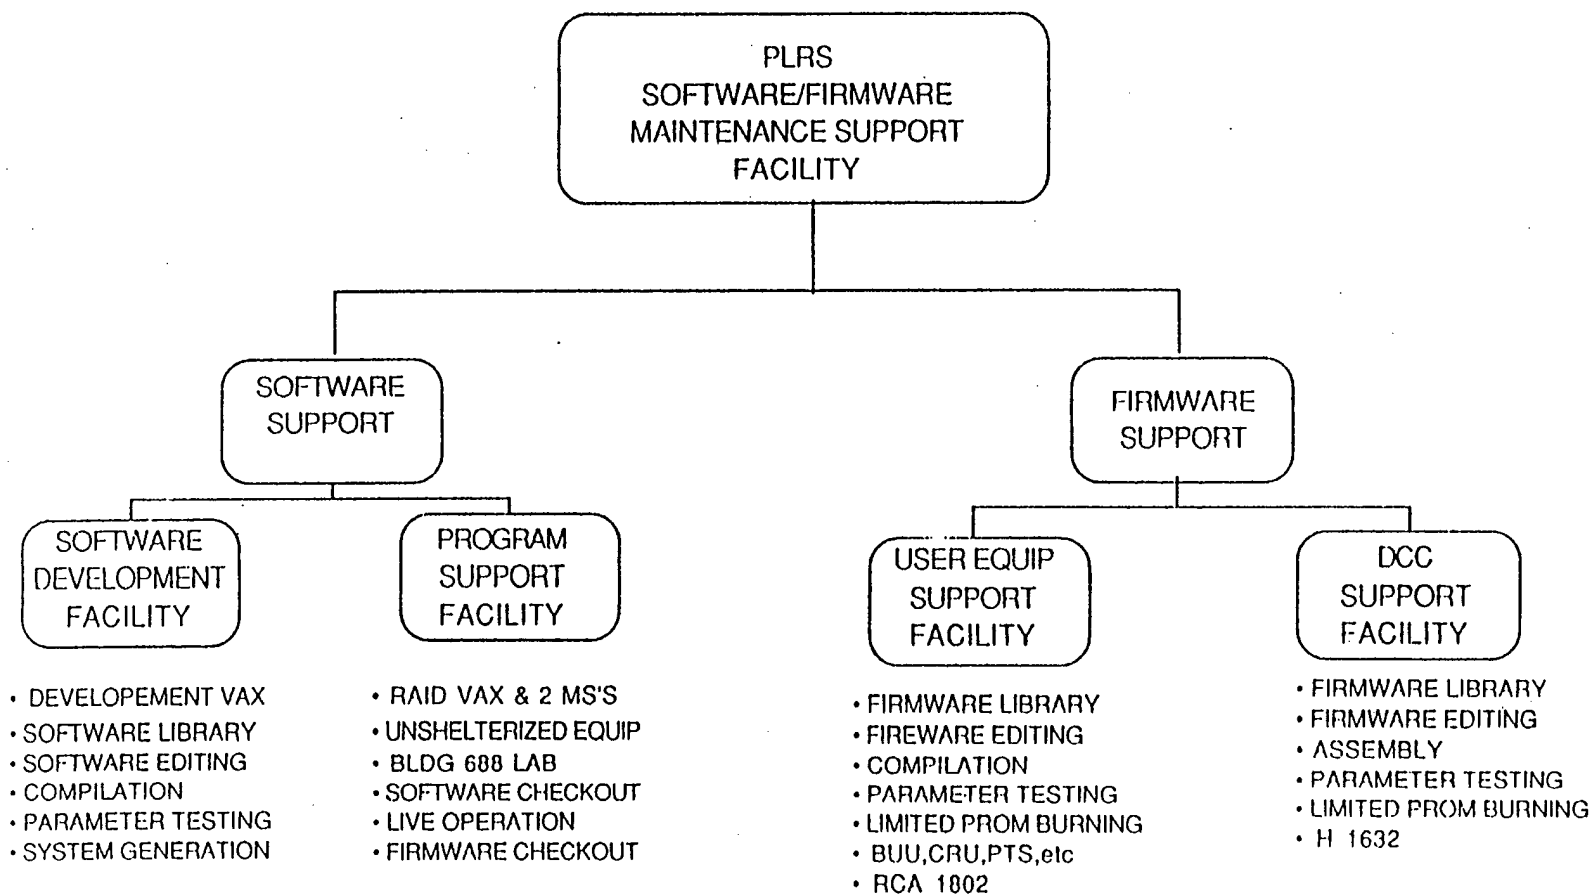 PLRS
SOFTWARE/FIRMWARE
MAINTENANCE SUPPORT
FACILITY
SOFTWARE
SUPPORT
FIRMWARE
SUPPORT
SOFTWARE
DEVELOPMENT
FACILITY
• DEVELOPEMENT VAX
• SOFTWARE LIBRARY
• SOFTWARE EDITING
• COMPILATION
• PARAMETER TESTING
• SYSTEM GENERATION
PROGRAM
SUPPORT
FACILITY
• RAID VAX & 2 MS'S
• UNSHELTERIZED EQUIP
• BLDG 688 LAB
• SOFTWARE CHECKOUT
• LIVE OPERATION
• FIRMWARE CHECKOUT
USER EQUIP
SUPPORT
FACILITY
• FIRMWARE LIBRARY
• FIREWARE EDITING
• COMPILATION
• PARAMETER TESTING
• LIMITED PROM BURNING
• BUU,CRU,PTS,etc
• RCA 1802
DCC
SUPPORT
FACILITY
• FIRMWARE LIBRARY
• FIRMWARE EDITING
• ASSEMBLY
• PARAMETER TESTING
• LIMITED PROM BURNING
• H 1632